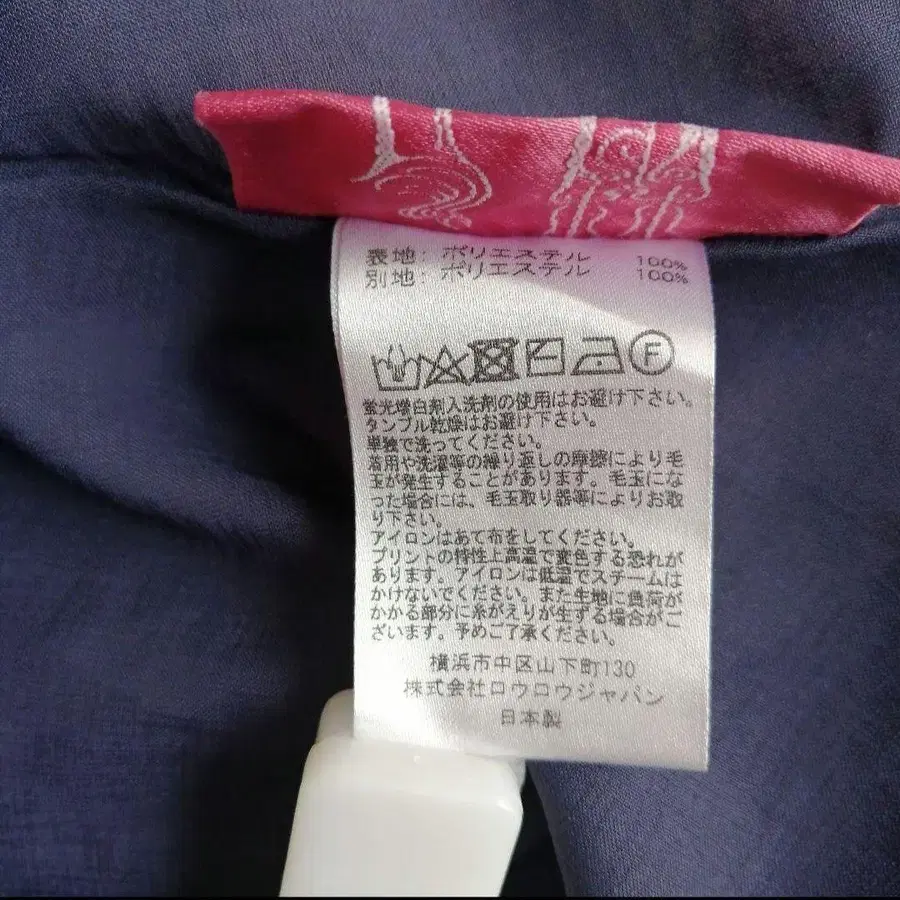 表地: ポリエステル 100%
別地: ポリエステル 100%
F
蛍光増白剤入洗剤の使用はお避け下さい。
タンブル乾燥はお避け下さい。
単独で洗ってください。
着用や洗濯等の繰り返しの摩擦により毛
玉が発生することがあります。毛玉にな
った場合には、毛玉取り器等によりお取
り下さい。
アイロンはあて布をしてください。
プリントの特性上高温で変色する恐れが
あります。アイロンは低温でスチームは
かけないでください。また生地に負荷が
かかる部分に糸がえりが生ずる場合がご
ざいます。予めご了承ください。
横浜市中区山下町130
株式会社ロウロウジャパン
日本製